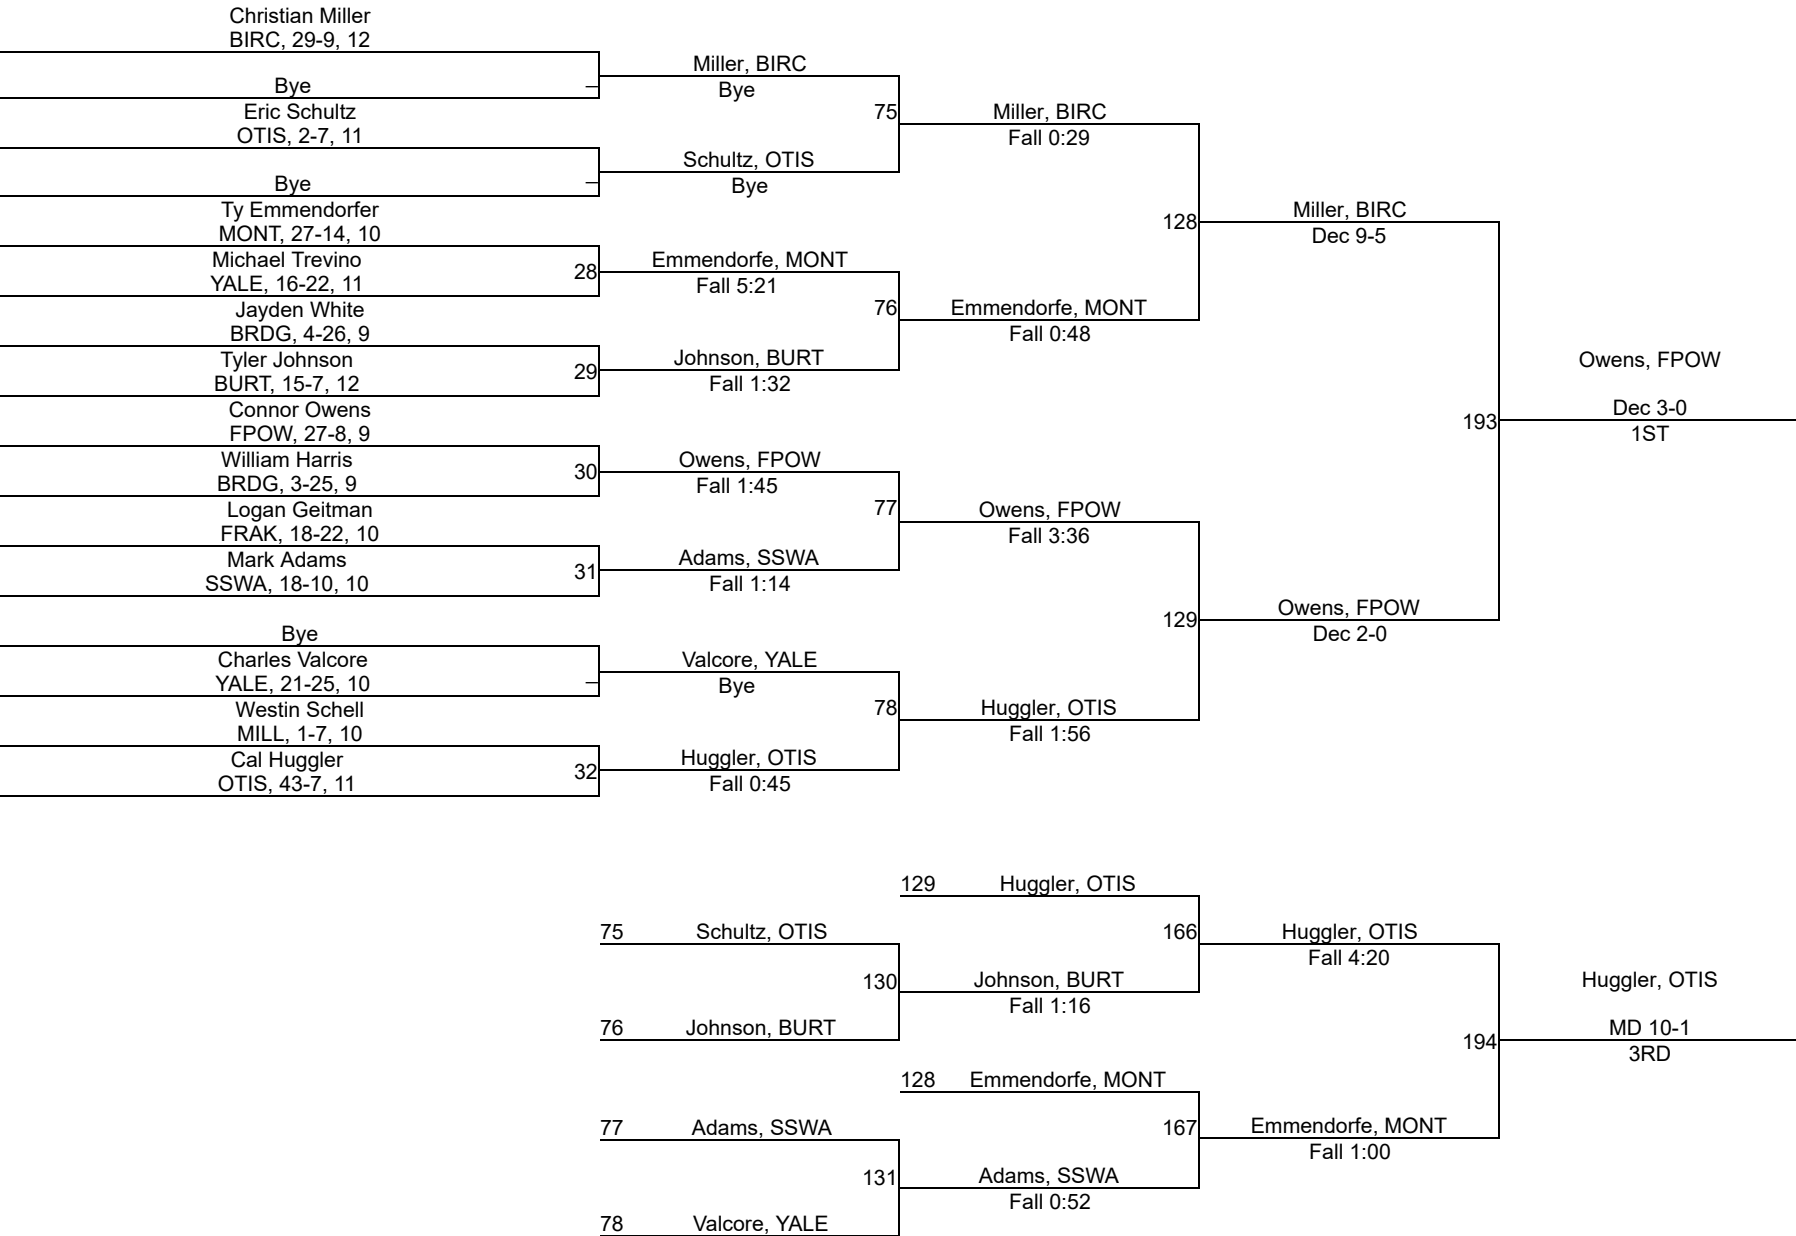 Christian Miller
BIRC, 29-9, 12
Bye
Eric Schultz
OTIS, 2-7, 11
Bye
Ty Emmendorfer
MONT, 27-14, 10
Michael Trevino
YALE, 16-22, 11
28
Jayden White
BRDG, 4-26, 9
Tyler Johnson
BURT, 15-7, 12
29
Connor Owens
FPOW, 27-8, 9
William Harris
BRDG, 3-25, 9
30
Logan Geitman
FRAK, 18-22, 10
Mark Adams
SSWA, 18-10, 10
31
Bye
Charles Valcore
YALE, 21-25, 10
Westin Schell
MILL, 1-7, 10
Cal Huggler
OTIS, 43-7, 11
32
Miller, BIRC
Bye
75
Schultz, OTIS
Bye
Emmendorfe, MONT
Fall 5:21
76
Johnson, BURT
Fall 1:32
Owens, FPOW
Fall 1:45
77
Adams, SSWA
Fall 1:14
Valcore, YALE
Bye
78
Huggler, OTIS
Fall 0:45
Miller, BIRC
Fall 0:29
128
Emmendorfe, MONT
Fall 0:48
Owens, FPOW
Fall 3:36
129
Huggler, OTIS
Fall 1:56
Miller, BIRC
Dec 9-5
193
Owens, FPOW
Dec 2-0
Owens, FPOW
Dec 3-0
1ST
129 Huggler, OTIS
75 Schultz, OTIS
130
76 Johnson, BURT
166
Johnson, BURT
Fall 1:16
Huggler, OTIS
Fall 4:20
128 Emmendorfe, MONT
77 Adams, SSWA
131
78 Valcore, YALE
167
Adams, SSWA
Fall 0:52
Emmendorfe, MONT
Fall 1:00
194
Huggler, OTIS
MD 10-1
3RD